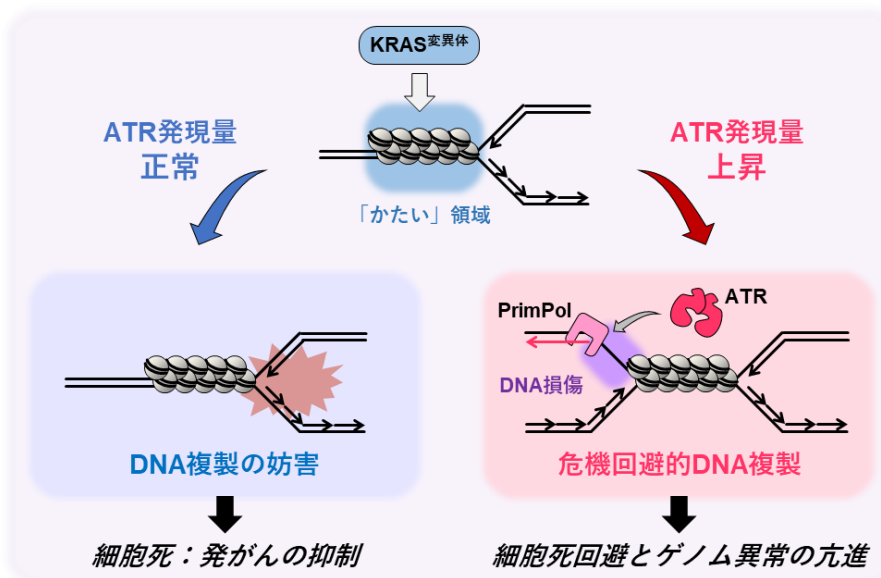 KRAS変異体
ATR発現量
正常
ATR発現量
上昇
「かたい」領域
PrimPol
ATR
DNA損傷
DNA複製の妨害
危機回避的DNA複製
細胞死：発がんの抑制
細胞死回避とゲノム異常の亢進